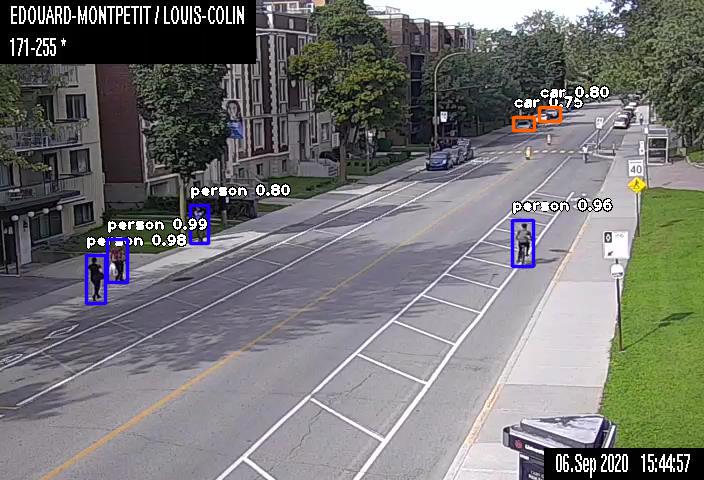 EDOUARD-MONTPETIT / LOUIS-COLIN
171-255 *
car 0.80
car 0.75
person 0.80
person 0.96
person 0.99
person 0.98
40
06.Sep 2020 15:44:57